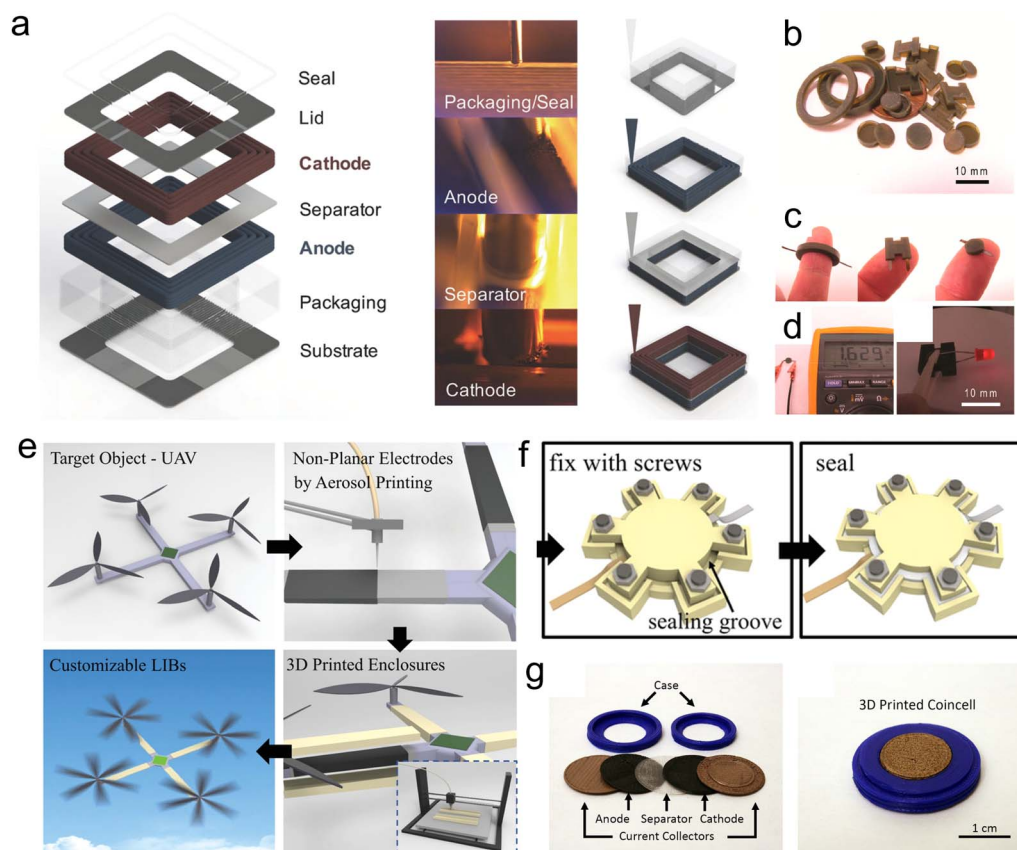 a
Seal
Lid
Cathode
Separator
Anode
Packaging
Substrate
Packaging/Seal
Anode
Separator
Cathode
b
10 mm
c
d
1.629
HOLD
RANGE
10 mm
e
Target Object - UAV
Non-Planar Electrodes
by Aerosol Printing
Customizable LIBs
3D Printed Enclosures
f
fix with screws
sealing groove
seal
g
Case
Anode
Separator
Cathode
Current Collectors
3D Printed Coincell
1 cm